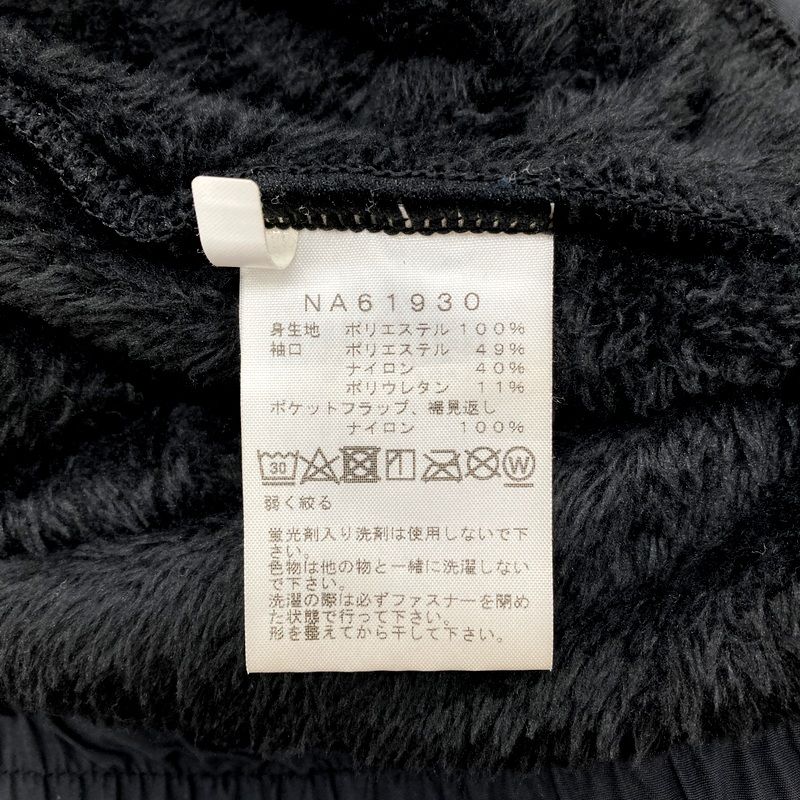 NA61930
身生地 ポリエステル 100%
袖口 ポリエステル 49%
ナイロン 40%
ポリウレタン 11%
ポケットフラップ、裾見返し
ナイロン 100%
30 W
弱く絞る
蛍光剤入り洗剤は使用しないで下
さい。
色物は他の物と一緒に洗濯しない
で下さい。
洗濯の際は必ずファスナーを閉め
た状態で行って下さい。
形を整えてから干して下さい。